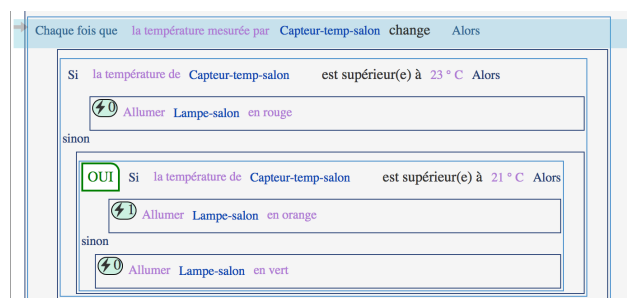 Chaque fois que la température mesurée par Capteur-temp-salon change Alors
Si la température de Capteur-temp-salon est supérieur(e) à 23 ° C Alors
0 Allumer Lampe-salon en rouge
sinon
OUI Si la température de Capteur-temp-salon est supérieur(e) à 21 ° C Alors
1 Allumer Lampe-salon en orange
sinon
0 Allumer Lampe-salon en vert